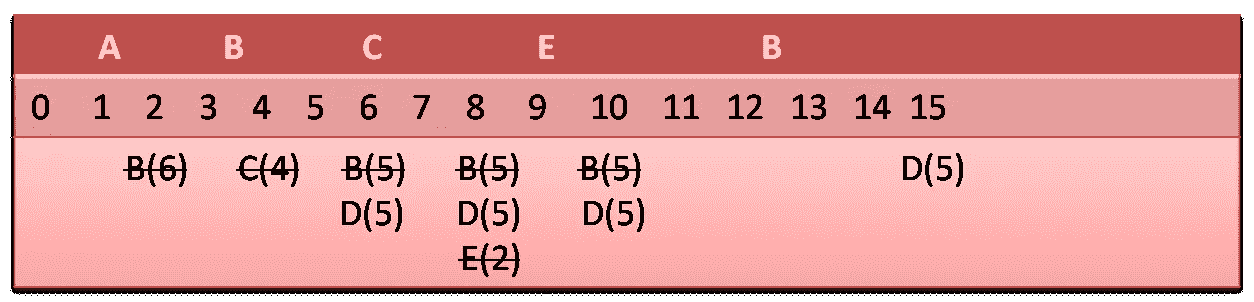 A B C E B
0 1 2 3 4 5 6 7 8 9 10 11 12 13 14 15
B(6) C(4) B(5) B(5) B(5) D(5)
D(5) D(5) D(5)
E(2)